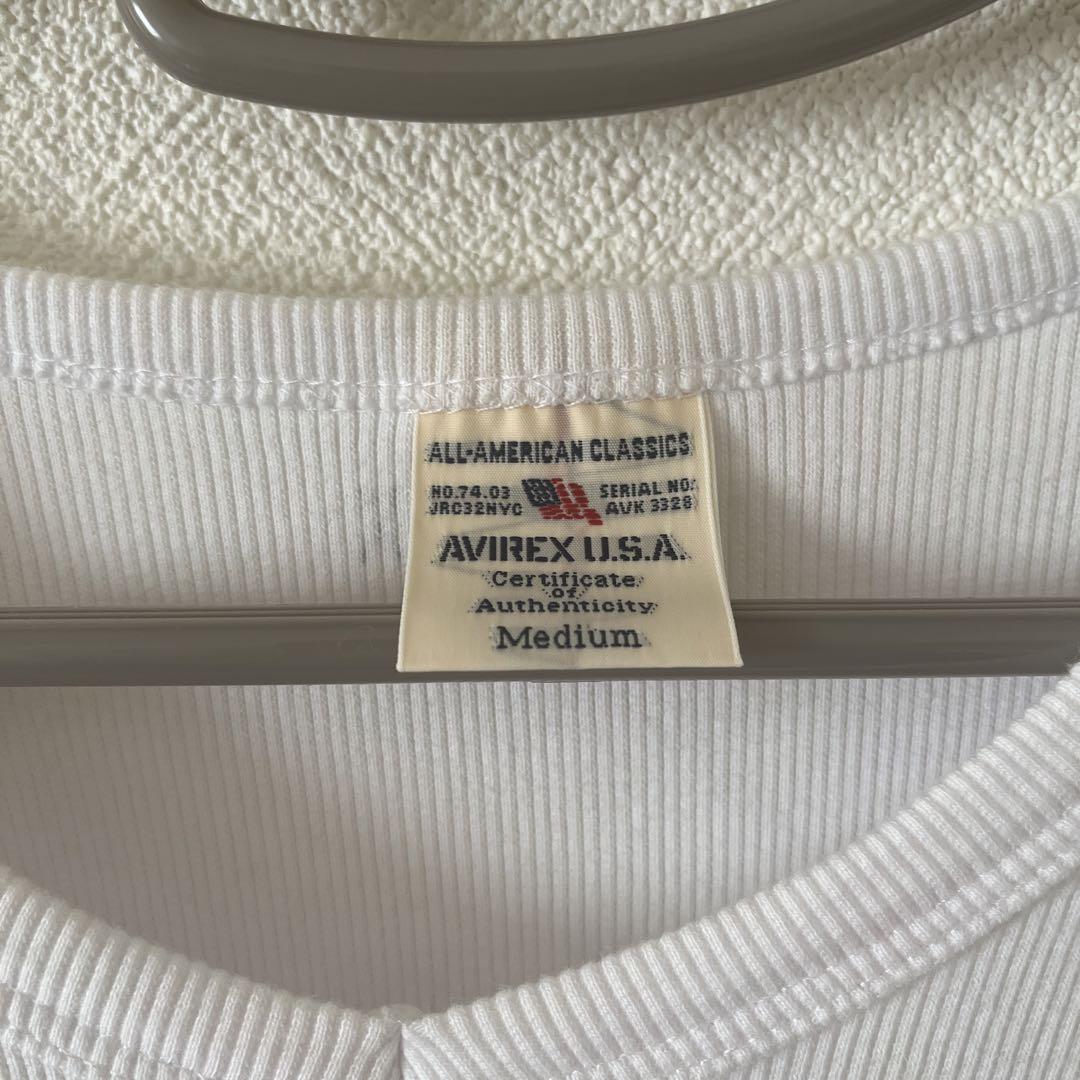 ALL-AMERICAN CLASSICS
NO.74.03
JRC32NYC
SERIAL NO:
AVK 3328
AVIREX U.S.A.
Certificate
of
Authenticity
Medium